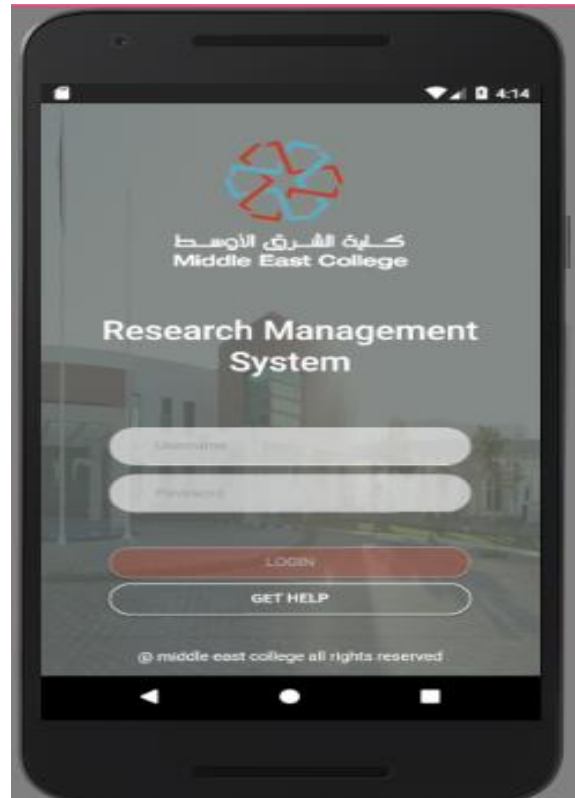 4:14
كلية الشرق الأوسط
Middle East College
Research Management
System
Username
Password
LOGIN
GET HELP
© middle east college all rights reserved